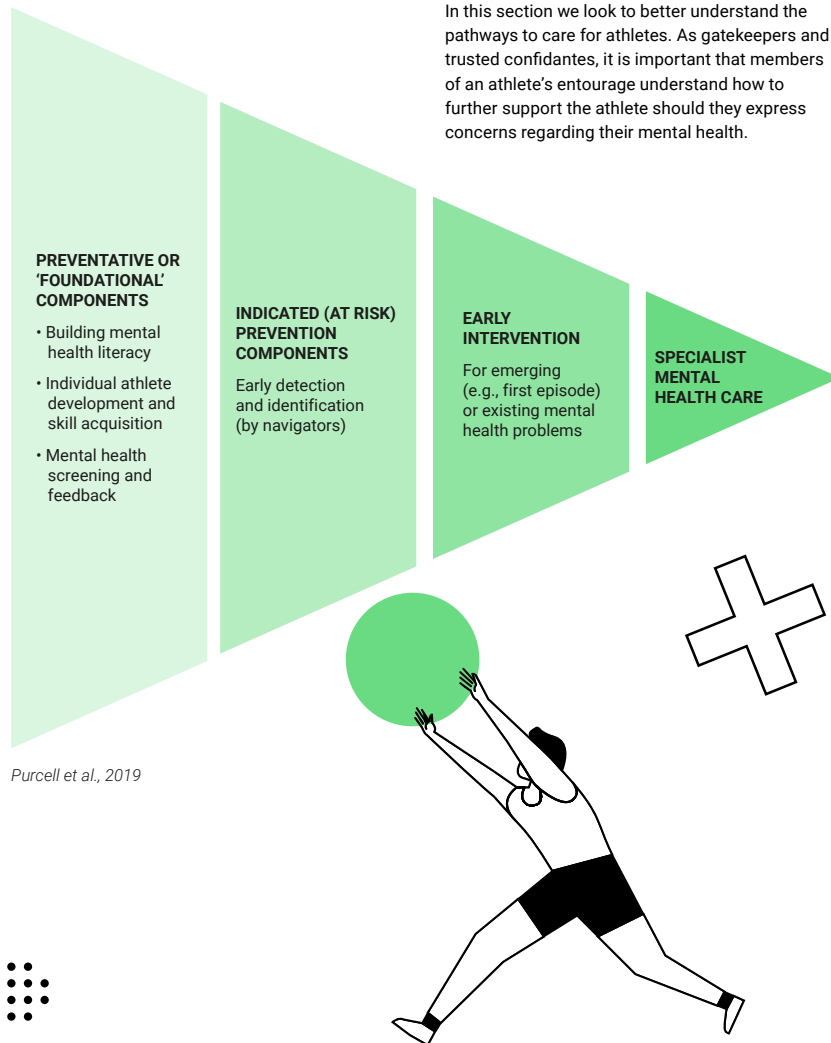 In this section we look to better understand the
pathways to care for athletes. As gatekeepers and
trusted confidantes, it is important that members
of an athlete’s entourage understand how to
further support the athlete should they express
concerns regarding their mental health.
PREVENTATIVE OR
‘FOUNDATIONAL’
COMPONENTS
• Building mental
health literacy
• Individual athlete
development and
skill acquisition
• Mental health
screening and
feedback
INDICATED (AT RISK)
PREVENTION
COMPONENTS
Early detection
and identification
(by navigators)
EARLY
INTERVENTION
For emerging
(e.g., first episode)
or existing mental
health problems
SPECIALIST
MENTAL
HEALTH CARE
Purcell et al., 2019